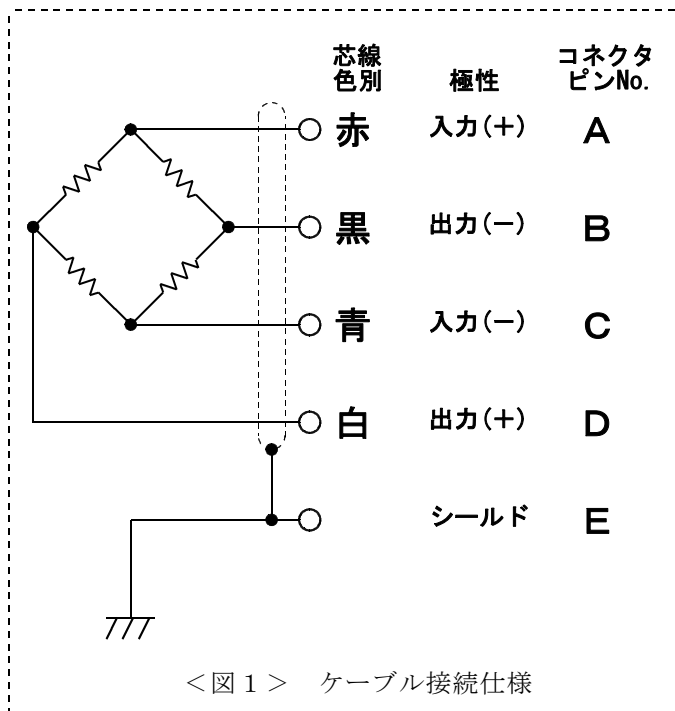 芯線 コネクタ
色別 極性 ピンNo.
赤 入力(+) A
黒 出力(-) B
青 入力(-) C
白 出力(+) D
シールド E
<図1> ケーブル接続仕様